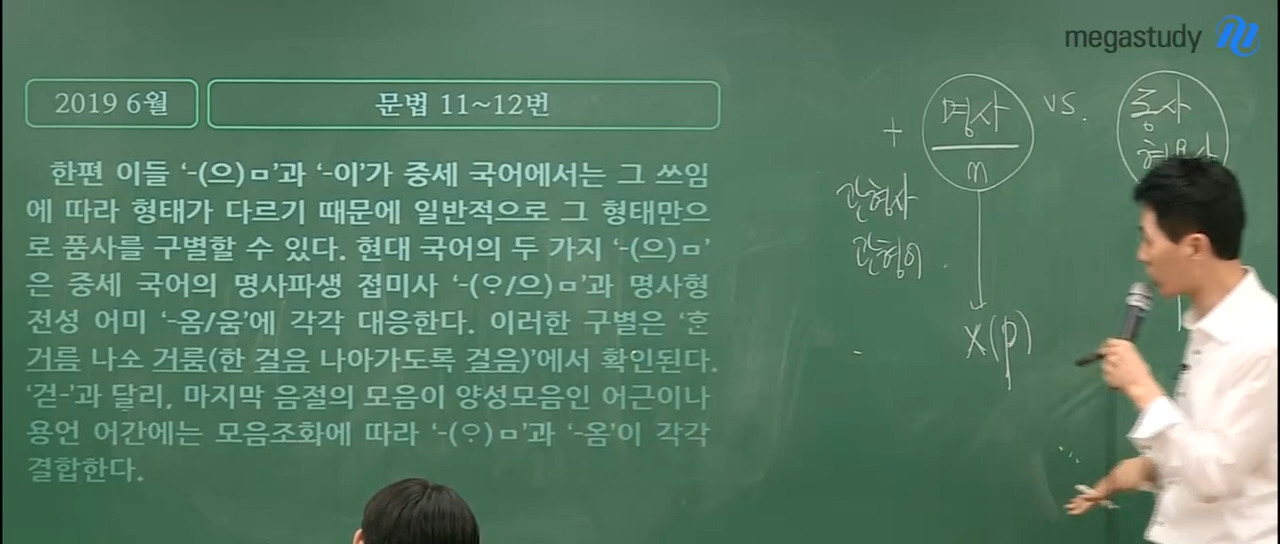 megastudy
2019 6월
문법 11~12번
한편 이들 ‘-(으)ㅁ’과 ‘-이’가 중세 국어에서는 그 쓰임
에 따라 형태가 다르기 때문에 일반적으로 그 형태만으
로 품사를 구별할 수 있다. 현대 국어의 두 가지 ‘-(으)ㅁ’
은 중세 국어의 명사파생 접미사 ‘-(ᄋᆞ/으)ㅁ’과 명사형
전성 어미 ‘-옴/움’에 각각 대응한다. 이러한 구별은 ‘ᄒᆞᆫ
거름 나소 거룸(한 걸음 나아가도록 걸음)’에서 확인된다.
‘걷-’과 달리, 마지막 음절의 모음이 양성모음인 어근이나
용언 어간에는 모음조화에 따라 ‘-(ᄋᆞ)ㅁ’과 ‘-옴’이 각각
결합한다.
+ 명사 vs. 동사
n
관형사
관형어
X(p)